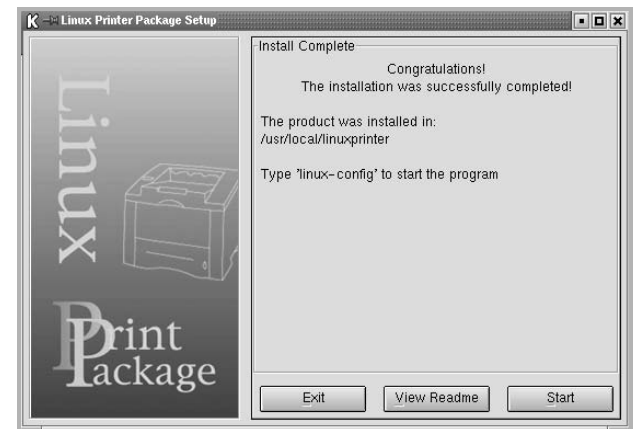 Linux Printer Package Setup
Linux
Print
Package
Install Complete
Congratulations!
The installation was successfully completed!
The product was installed in:
/usr/local/linuxprinter
Type 'linux-config' to start the program
Exit
View Readme
Start